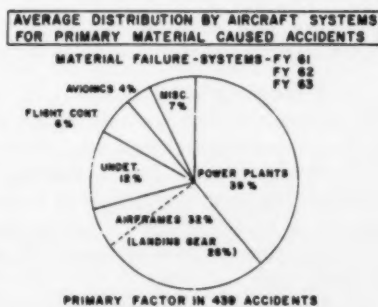 AVERAGE DISTRIBUTION BY AIRCRAFT SYSTEMS
FOR PRIMARY MATERIAL CAUSED ACCIDENTS
MATERIAL FAILURE-SYSTEMS-FY 61
FY 62
FY 63
AVIONICS 4%
MISC.
7%
FLIGHT CONT
6%
UNDET.
12%
POWER PLANTS
39%
AIRFRAMES 32%
(LANDING GEAR
26%)
PRIMARY FACTOR IN 439 ACCIDENTS